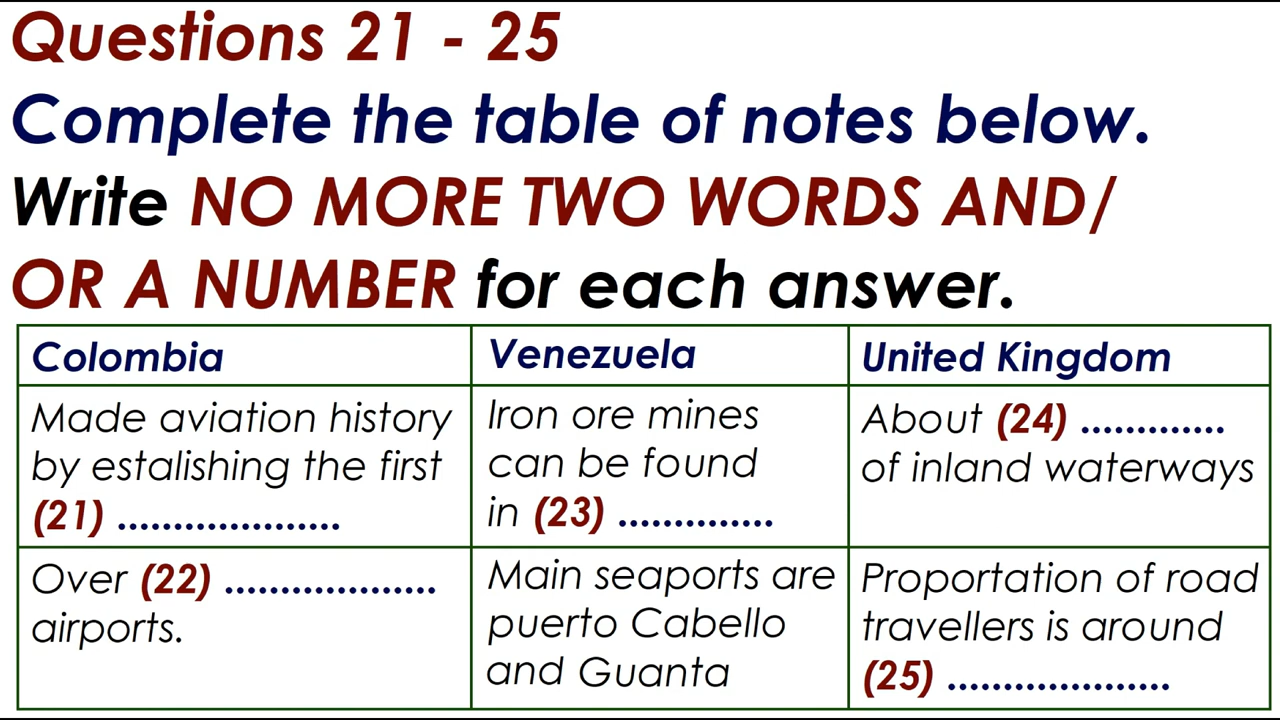 Questions 21 - 25
Complete the table of notes below.
Write NO MORE TWO WORDS AND/
OR A NUMBER for each answer.
Colombia
Venezuela
United Kingdom
Made aviation history
by estalishing the first
(21) ....................
Iron ore mines
can be found
in (23) ..............
About (24) .............
of inland waterways
Over (22) ...................
airports.
Main seaports are
puerto Cabello
and Guanta
Proportation of road
travellers is around
(25) ....................